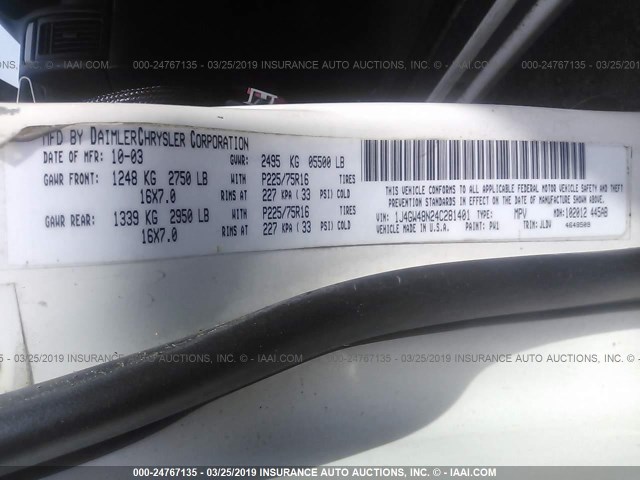 000-24767135 - 03/25/2019 INSURANCE AUTO AUCTIONS, INC. - © IAAI.COM
MFD BY DAIMLERCHRYSLER CORPORATION
DATE OF MFR: 10-03 GVWR: 2495 KG 05500 LB
GAWR FRONT: 1248 KG 2750 LB WITH P225/75R16 TIRES
16X7.0 RIMS AT 227 KPA ( 33 PSI) COLD
GAWR REAR: 1339 KG 2950 LB WITH P225/75R16 TIRES
16X7.0 RIMS AT 227 KPA ( 33 PSI) COLD
THIS VEHICLE CONFORMS TO ALL APPLICABLE FEDERAL MOTOR VEHICLE SAFETY, BUMPER, AND THEFT
PREVENTION STANDARDS IN EFFECT ON THE DATE OF MANUFACTURE SHOWN ABOVE.
VIN: 1J4GW48N24C281401 TYPE: MPV MDH: 102012 445AB
VEHICLE MADE IN U.S.A. PAINT: PW1 TRIM: JLDV 4649509
000-24767135 - 03/25/2019 INSURANCE AUTO AUCTIONS, INC. - © IAAI.COM
000-24767135 - 03/25/2019 INSURANCE AUTO AUCTIONS, INC. - © IAAI.COM